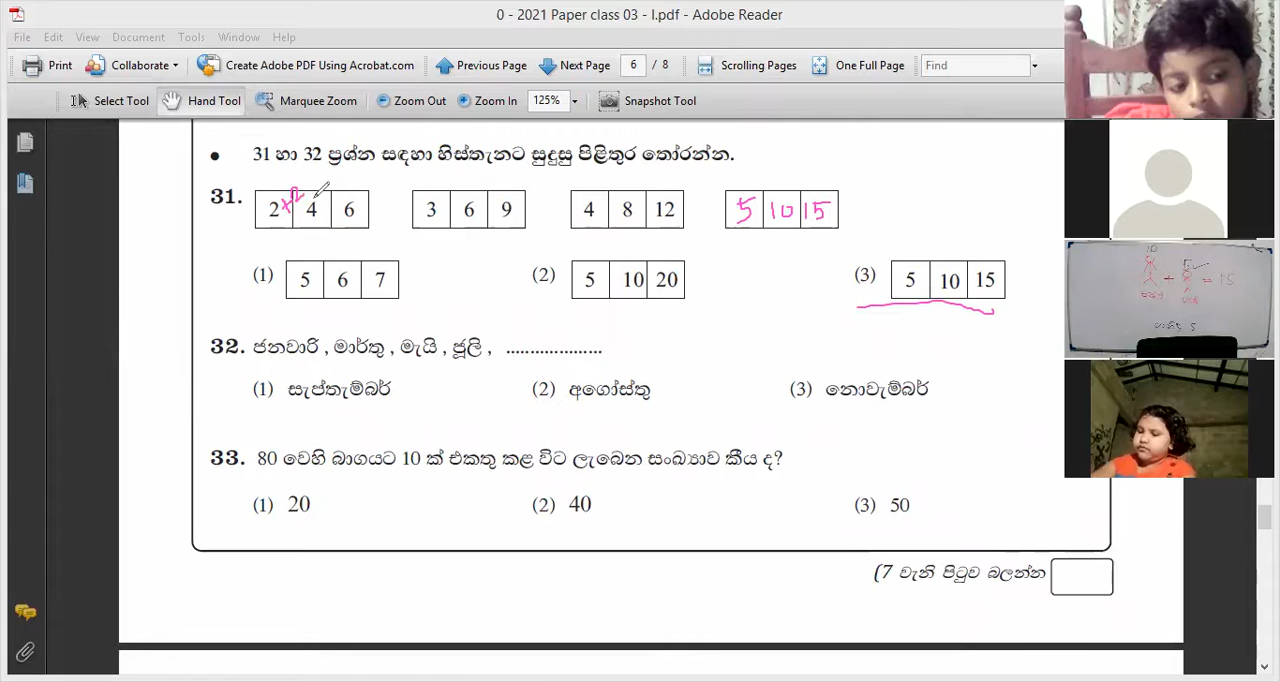 0 - 2021 Paper class 03 - I.pdf - Adobe Reader
File Edit View Document Tools Window Help
Print Collaborate Create Adobe PDF Using Acrobat.com Previous Page Next Page 6 / 8 Scrolling Pages One Full Page Find
Select Tool Hand Tool Marquee Zoom Zoom Out Zoom In 125% Snapshot Tool
• 31 හා 32 ප්‍රශ්න සඳහා හිස්තැනට සුදුසු පිළිතුර තෝරන්න.
31. 2 ×2 4 6 3 6 9 4 8 12 5 10 15
(1) 5 6 7 (2) 5 10 20 (3) 5 10 15
32. ජනවාරි , මාර්තු , මැයි , ජූලි , ....................
(1) සැප්තැම්බර් (2) අගෝස්තු (3) නොවැම්බර්
33. 80 වෙහි බාගයට 10 ක් එකතු කළ විට ලැබෙන සංඛ්‍යාව කීය ද?
(1) 20 (2) 40 (3) 50
(7 වැනි පිටුව බලන්න
10
+ = 15